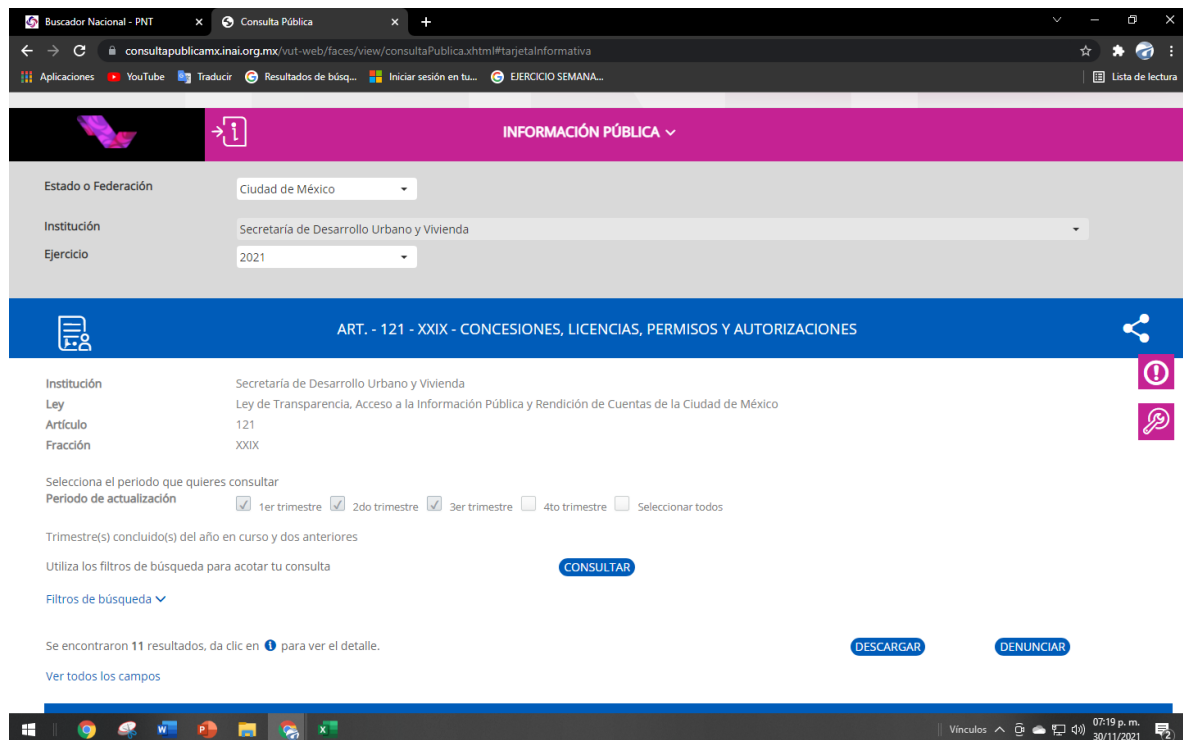 Buscador Nacional - PNT
Consulta Pública
consultapublicamx.inai.org.mx/vut-web/faces/view/consultaPublica.xhtml#tarjetaInformativa
Aplicaciones YouTube Traducir Resultados de búsq... Iniciar sesión en tu... EJERCICIO SEMANA... Lista de lectura
INFORMACIÓN PÚBLICA
Estado o Federación Ciudad de México
Institución Secretaría de Desarrollo Urbano y Vivienda
Ejercicio 2021
ART. - 121 - XXIX - CONCESIONES, LICENCIAS, PERMISOS Y AUTORIZACIONES
Institución Secretaría de Desarrollo Urbano y Vivienda
Ley Ley de Transparencia, Acceso a la Información Pública y Rendición de Cuentas de la Ciudad de México
Artículo 121
Fracción XXIX
Selecciona el periodo que quieres consultar
Periodo de actualización 1er trimestre 2do trimestre 3er trimestre 4to trimestre Seleccionar todos
Trimestre(s) concluido(s) del año en curso y dos anteriores
Utiliza los filtros de búsqueda para acotar tu consulta CONSULTAR
Filtros de búsqueda
Se encontraron 11 resultados, da clic en i para ver el detalle. DESCARGAR DENUNCIAR
Ver todos los campos
Vínculos 07:19 p. m.
30/11/2021 2